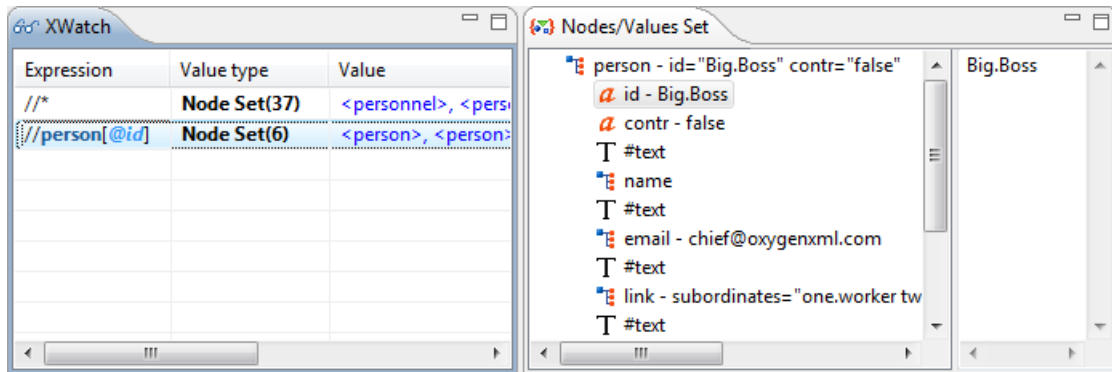 XWatch
Expression Value type Value
//* Node Set(37) <personnel>, <pers
//person[@id] Node Set(6) <person>, <person>
Nodes/Values Set
person - id="Big.Boss" contr="false"
a id - Big.Boss
a contr - false
T #text
name
T #text
email - chief@oxygenxml.com
T #text
link - subordinates="one.worker tw
T #text
Big.Boss